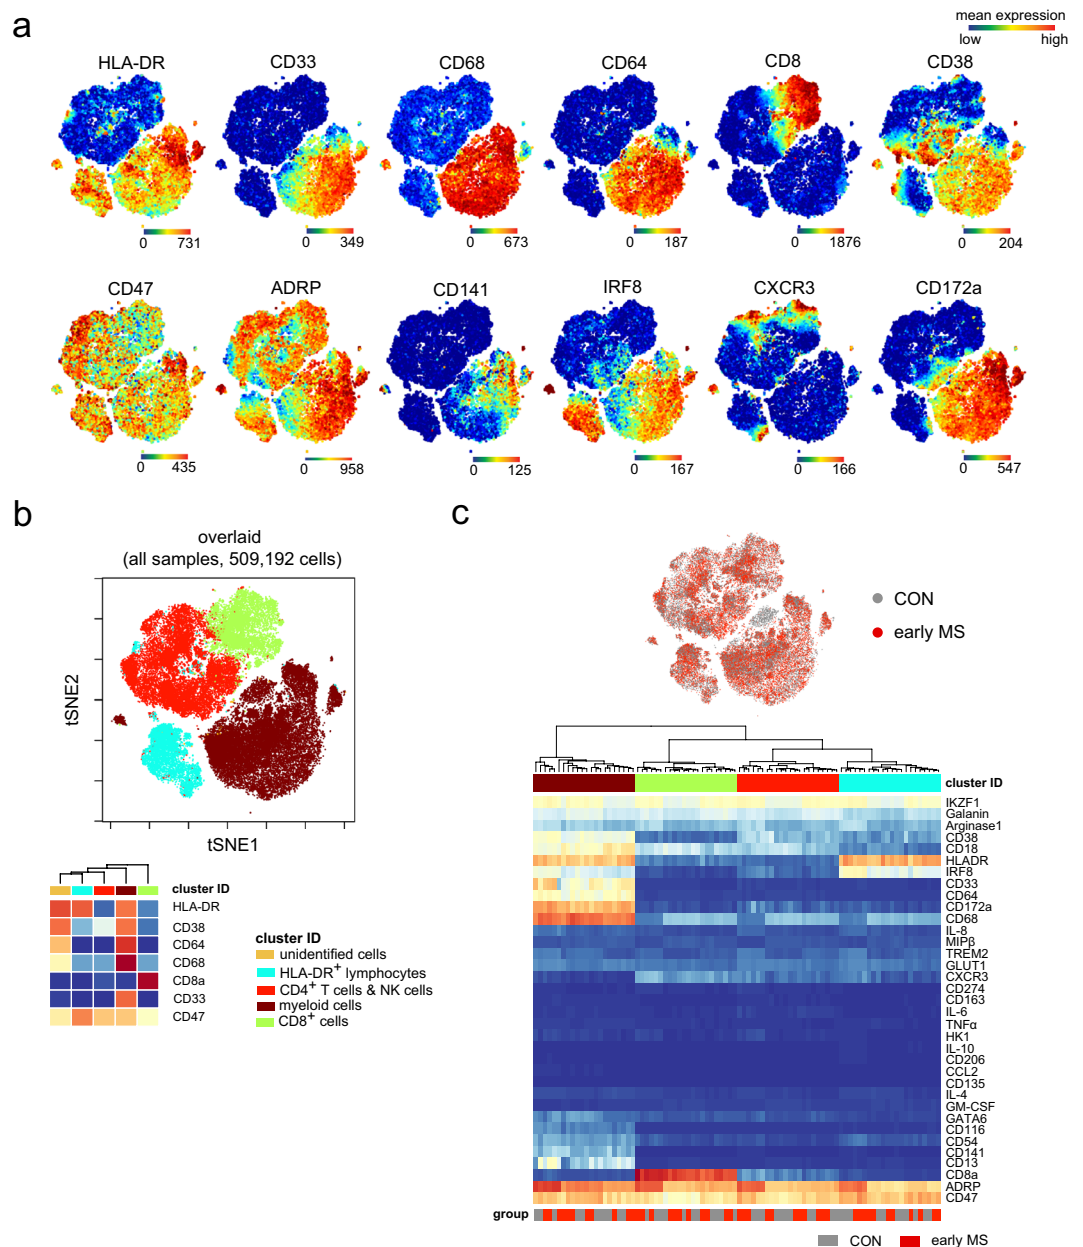 a
mean expression
low high
HLA-DR CD33 CD68 CD64 CD8 CD38
0 731 0 349 0 673 0 187 0 1876 0 204
CD47 ADRP CD141 IRF8 CXCR3 CD172a
0 435 0 958 0 125 0 167 0 166 0 547
b
overlaid
(all samples, 509,192 cells)
tSNE2
tSNE1
cluster ID
HLA-DR
CD38
CD64
CD68
CD8a
CD33
CD47
cluster ID
unidentified cells
HLA-DR+ lymphocytes
CD4+ T cells & NK cells
myeloid cells
CD8+ cells
c
CON
early MS
cluster ID
IKZF1
Galanin
Arginase1
CD38
CD18
HLADR
IRF8
CD33
CD64
CD172a
CD68
IL-8
MIPβ
TREM2
GLUT1
CXCR3
CD274
CD163
IL-6
TNFα
HK1
IL-10
CD206
CCL2
CD135
IL-4
GM-CSF
GATA6
CD116
CD54
CD141
CD13
CD8a
ADRP
CD47
group
CON early MS